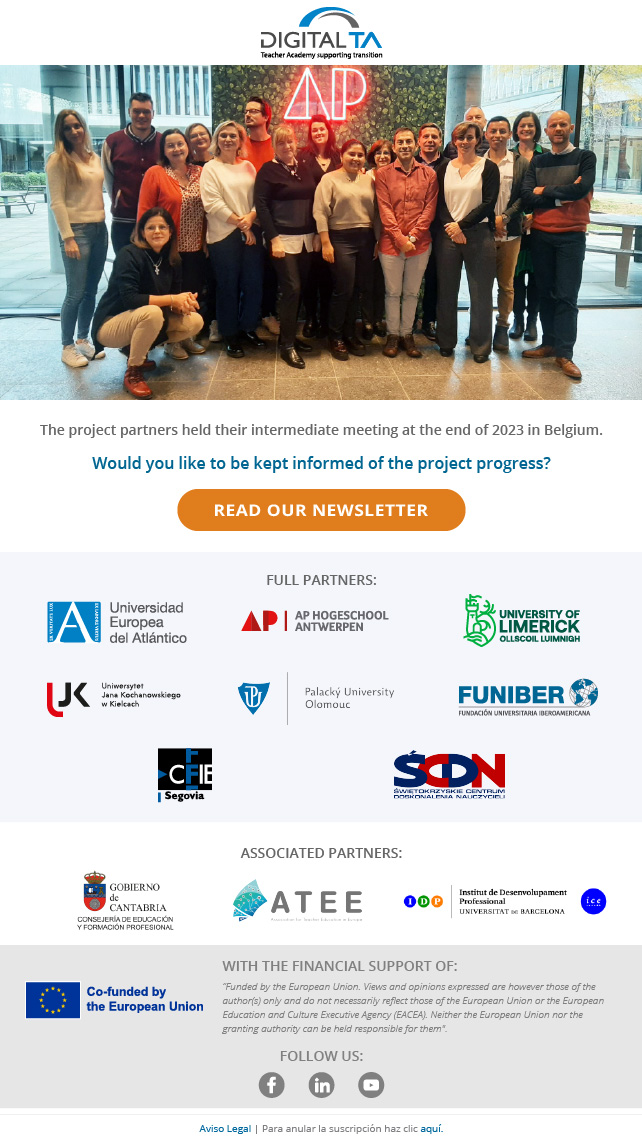 DIGITAL TA
Teacher Academy supporting transition
AP
The project partners held their intermediate meeting at the end of 2023 in Belgium.
Would you like to be kept informed of the project progress?
READ OUR NEWSLETTER
FULL PARTNERS:
Universidad
Europea
del Atlántico
AP | AP HOGESCHOOL
ANTWERPEN
UNIVERSITY OF
LIMERICK
OLLSCOIL LUIMNIGH
UJK
Uniwersytet
Jana Kochanowskiego
w Kielcach
Palacký University
Olomouc
FUNIBER
FUNDACIÓN UNIVERSITARIA IBEROAMERICANA
CFIE
Segovia
ŚCDN
ŚWIĘTOKRZYSKIE CENTRUM
DOSKONALENIA NAUCZYCIELI
ASSOCIATED PARTNERS:
GOBIERNO
de
CANTABRIA
CONSEJERÍA DE EDUCACIÓN
Y FORMACIÓN PROFESIONAL
ATEE
Association for Teacher Education in Europe
IDP
Institut de Desenvolupament
Professional
UNIVERSITAT DE BARCELONA
ice
WITH THE FINANCIAL SUPPORT OF:
Co-funded by
the European Union
"Funded by the European Union. Views and opinions expressed are however those of the
author(s) only and do not necessarily reflect those of the European Union or the European
Education and Culture Executive Agency (EACEA). Neither the European Union nor the
granting authority can be held responsible for them".
FOLLOW US:
f
in
Aviso Legal | Para anular la suscripción haz clic aquí.